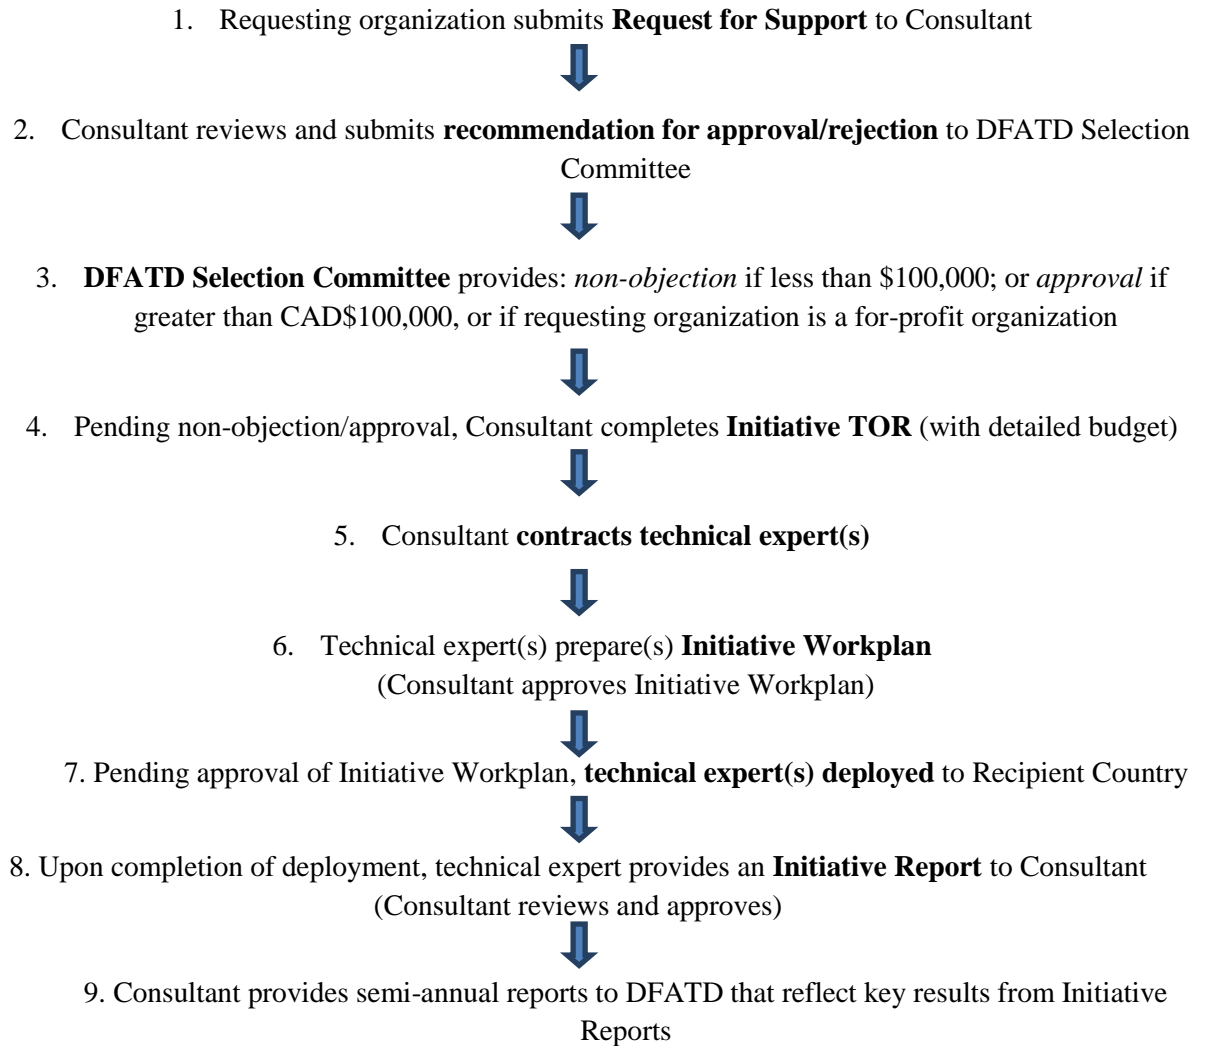 1. Requesting organization submits Request for Support to Consultant
2. Consultant reviews and submits recommendation for approval/rejection to DFATD Selection
Committee
3. DFATD Selection Committee provides: non-objection if less than $100,000; or approval if
greater than CAD$100,000, or if requesting organization is a for-profit organization
4. Pending non-objection/approval, Consultant completes Initiative TOR (with detailed budget)
5. Consultant contracts technical expert(s)
6. Technical expert(s) prepare(s) Initiative Workplan
(Consultant approves Initiative Workplan)
7. Pending approval of Initiative Workplan, technical expert(s) deployed to Recipient Country
8. Upon completion of deployment, technical expert provides an Initiative Report to Consultant
(Consultant reviews and approves)
9. Consultant provides semi-annual reports to DFATD that reflect key results from Initiative
Reports